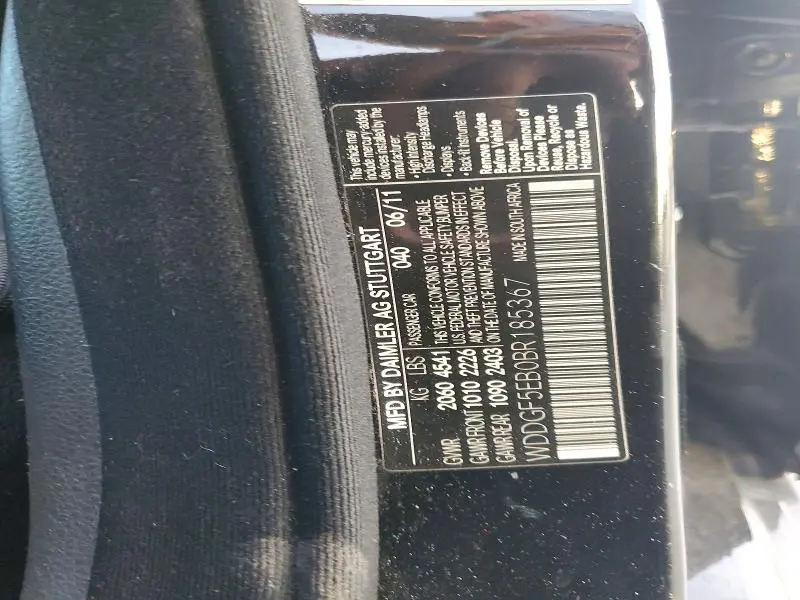 MFD BY DAIMLER AG STUTTGART
KG LBS PASSENGER CAR 040 06/11
GVWR 2060 4541 THIS VEHICLE CONFORMS TO ALL APPLICABLE
GAWR FRONT 1010 2226 U.S. FEDERAL MOTOR VEHICLE SAFETY BUMPER
GAWR REAR 1090 2403 AND THEFT PREVENTION STANDARDS IN EFFECT
ON THE DATE OF MANUFACTURE SHOWN ABOVE
WDDGF5EB0BR185367 MADE IN SOUTH AFRICA
This vehicle may
include mercury-added
devices installed by the
manufacturer:
• High Intensity
Discharge Headlamps
• Displays
• Back-lit Instruments
Remove Devices
Before Vehicle
Disposal.
Upon Removal of
Devices Please
Reuse, Recycle or
Dispose as
Hazardous Waste.